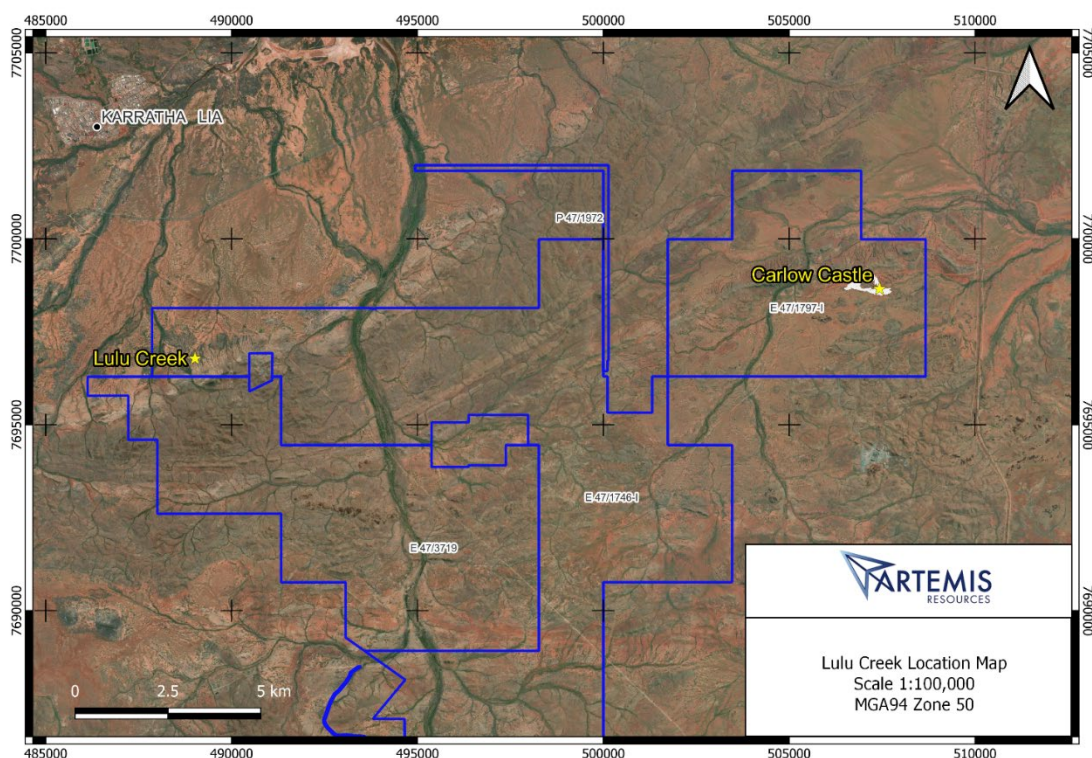 485000 490000 495000 500000 505000 510000
7705000 7705000
KARRATHA LIA
P 47/1972
7700000 7700000
Carlow Castle
E 47/1797-I
Lulu Creek
7695000 7695000
E 47/1746-I
E 47/3719
ARTEMIS
RESOURCES
7690000 7690000
Lulu Creek Location Map
Scale 1:100,000
MGA94 Zone 50
0 2.5 5 km
485000 490000 495000 500000 505000 510000